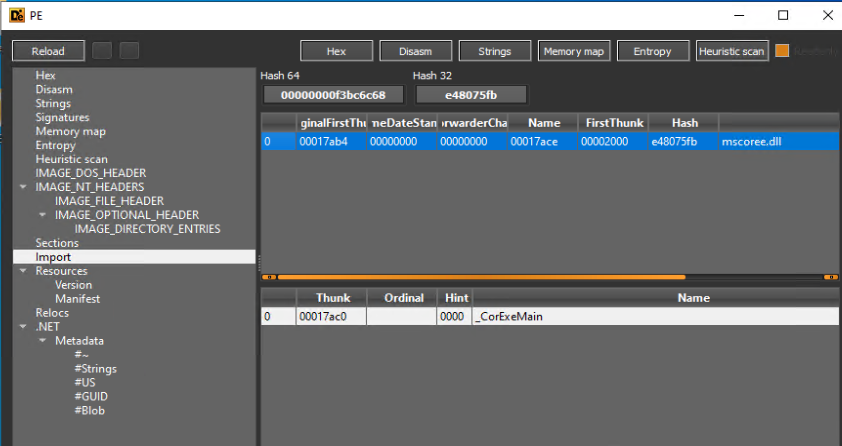 PE
Reload Hex Disasm Strings Memory map Entropy Heuristic scan
Hex
Disasm
Strings
Signatures
Memory map
Entropy
Heuristic scan
IMAGE_DOS_HEADER
IMAGE_NT_HEADERS
IMAGE_FILE_HEADER
IMAGE_OPTIONAL_HEADER
IMAGE_DIRECTORY_ENTRIES
Sections
Import
Resources
Version
Manifest
Relocs
.NET
Metadata
#~
#Strings
#US
#GUID
#Blob
Hash 64 Hash 32
00000000f3bc6c68 e48075fb
ginalFirstThu neDateStan orwarderCha Name FirstThunk Hash
0 00017ab4 00000000 00000000 00017ace 00002000 e48075fb mscoree.dll
Thunk Ordinal Hint Name
0 00017ac0 0000 _CorExeMain